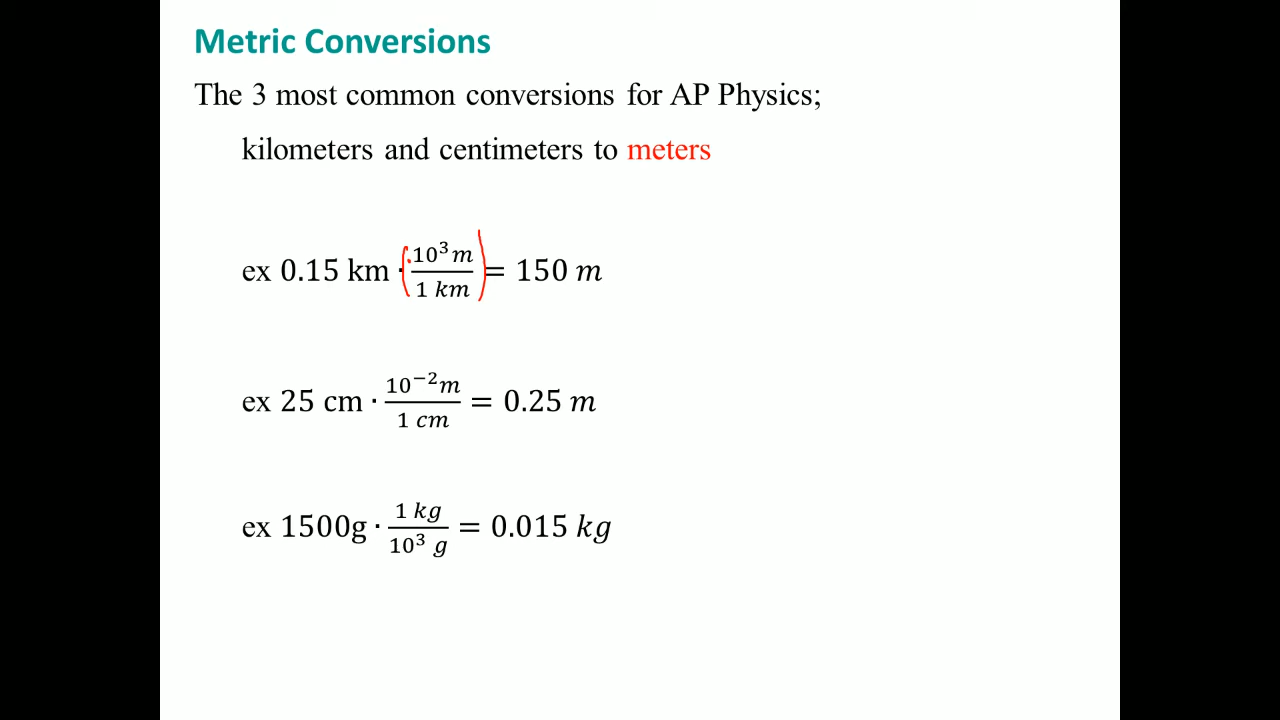 Metric Conversions
The 3 most common conversions for AP Physics;
kilometers and centimeters to meters
ex 0.15 km · (10³m / 1 km) = 150 m
ex 25 cm · 10⁻²m / 1 cm = 0.25 m
ex 1500g · 1 kg / 10³ g = 0.015 kg